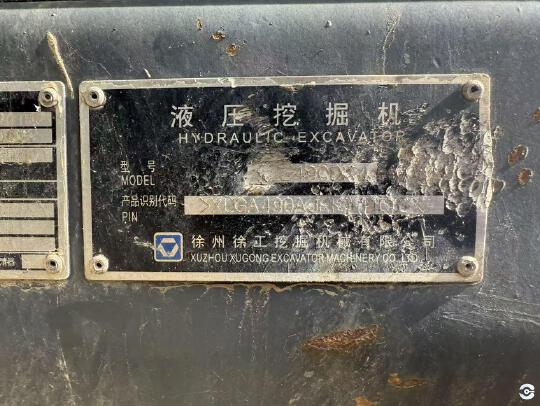 液压挖掘机
HYDRAULIC EXCAVATOR
型号
MODEL
产品识别代码
PIN
徐州徐工挖掘机械有限公司
XUZHOU XUGONG EXCAVATOR MACHINERY CO.,LTD.